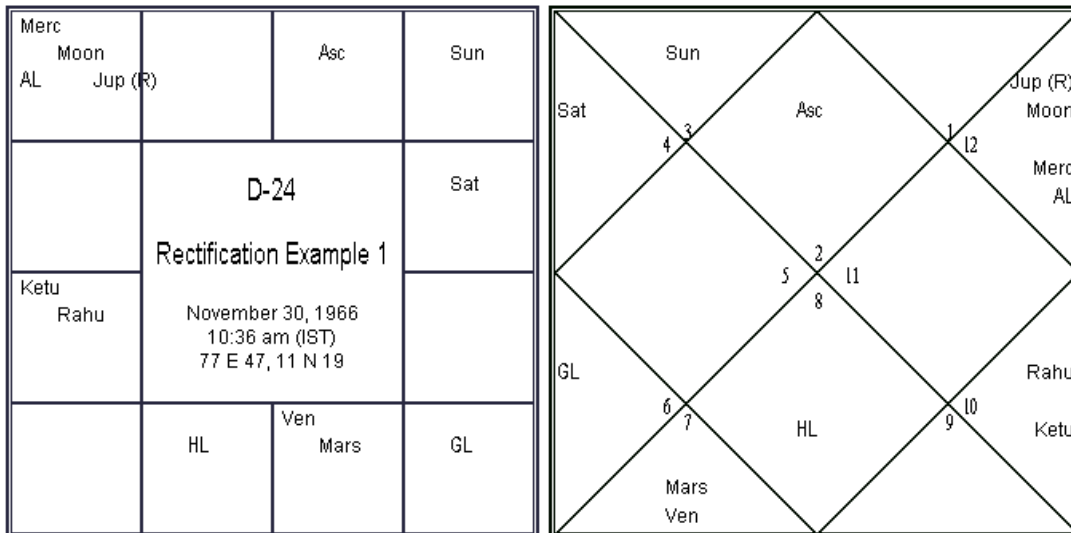 Merc
Moon
AL Jup (R)
Asc
Sun
Sat
D-24
Rectification Example 1
November 30, 1966
10:36 am (IST)
77 E 47, 11 N 19
Ketu
Rahu
HL
Ven
Mars
GL
Sun
Sat
Asc
Jup (R)
Moon
3
1
4
12
Merc
AL
2
5
11
8
GL
Rahu
6
10
7
9
HL
Ketu
Mars
Ven